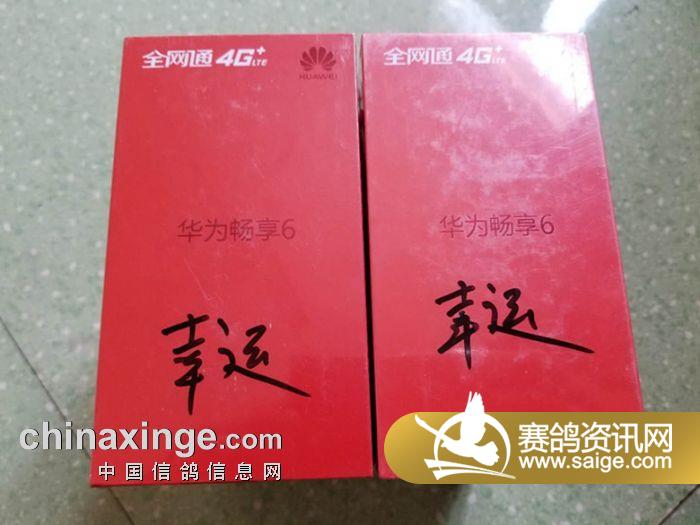 全网通 4G+ LTE
HUAWEI
华为畅享6
幸运
全网通 4G+ LTE
华为畅享6
幸运
chinaxinge.com
中国信鸽信息网
赛鸽资讯网
www.saige.com